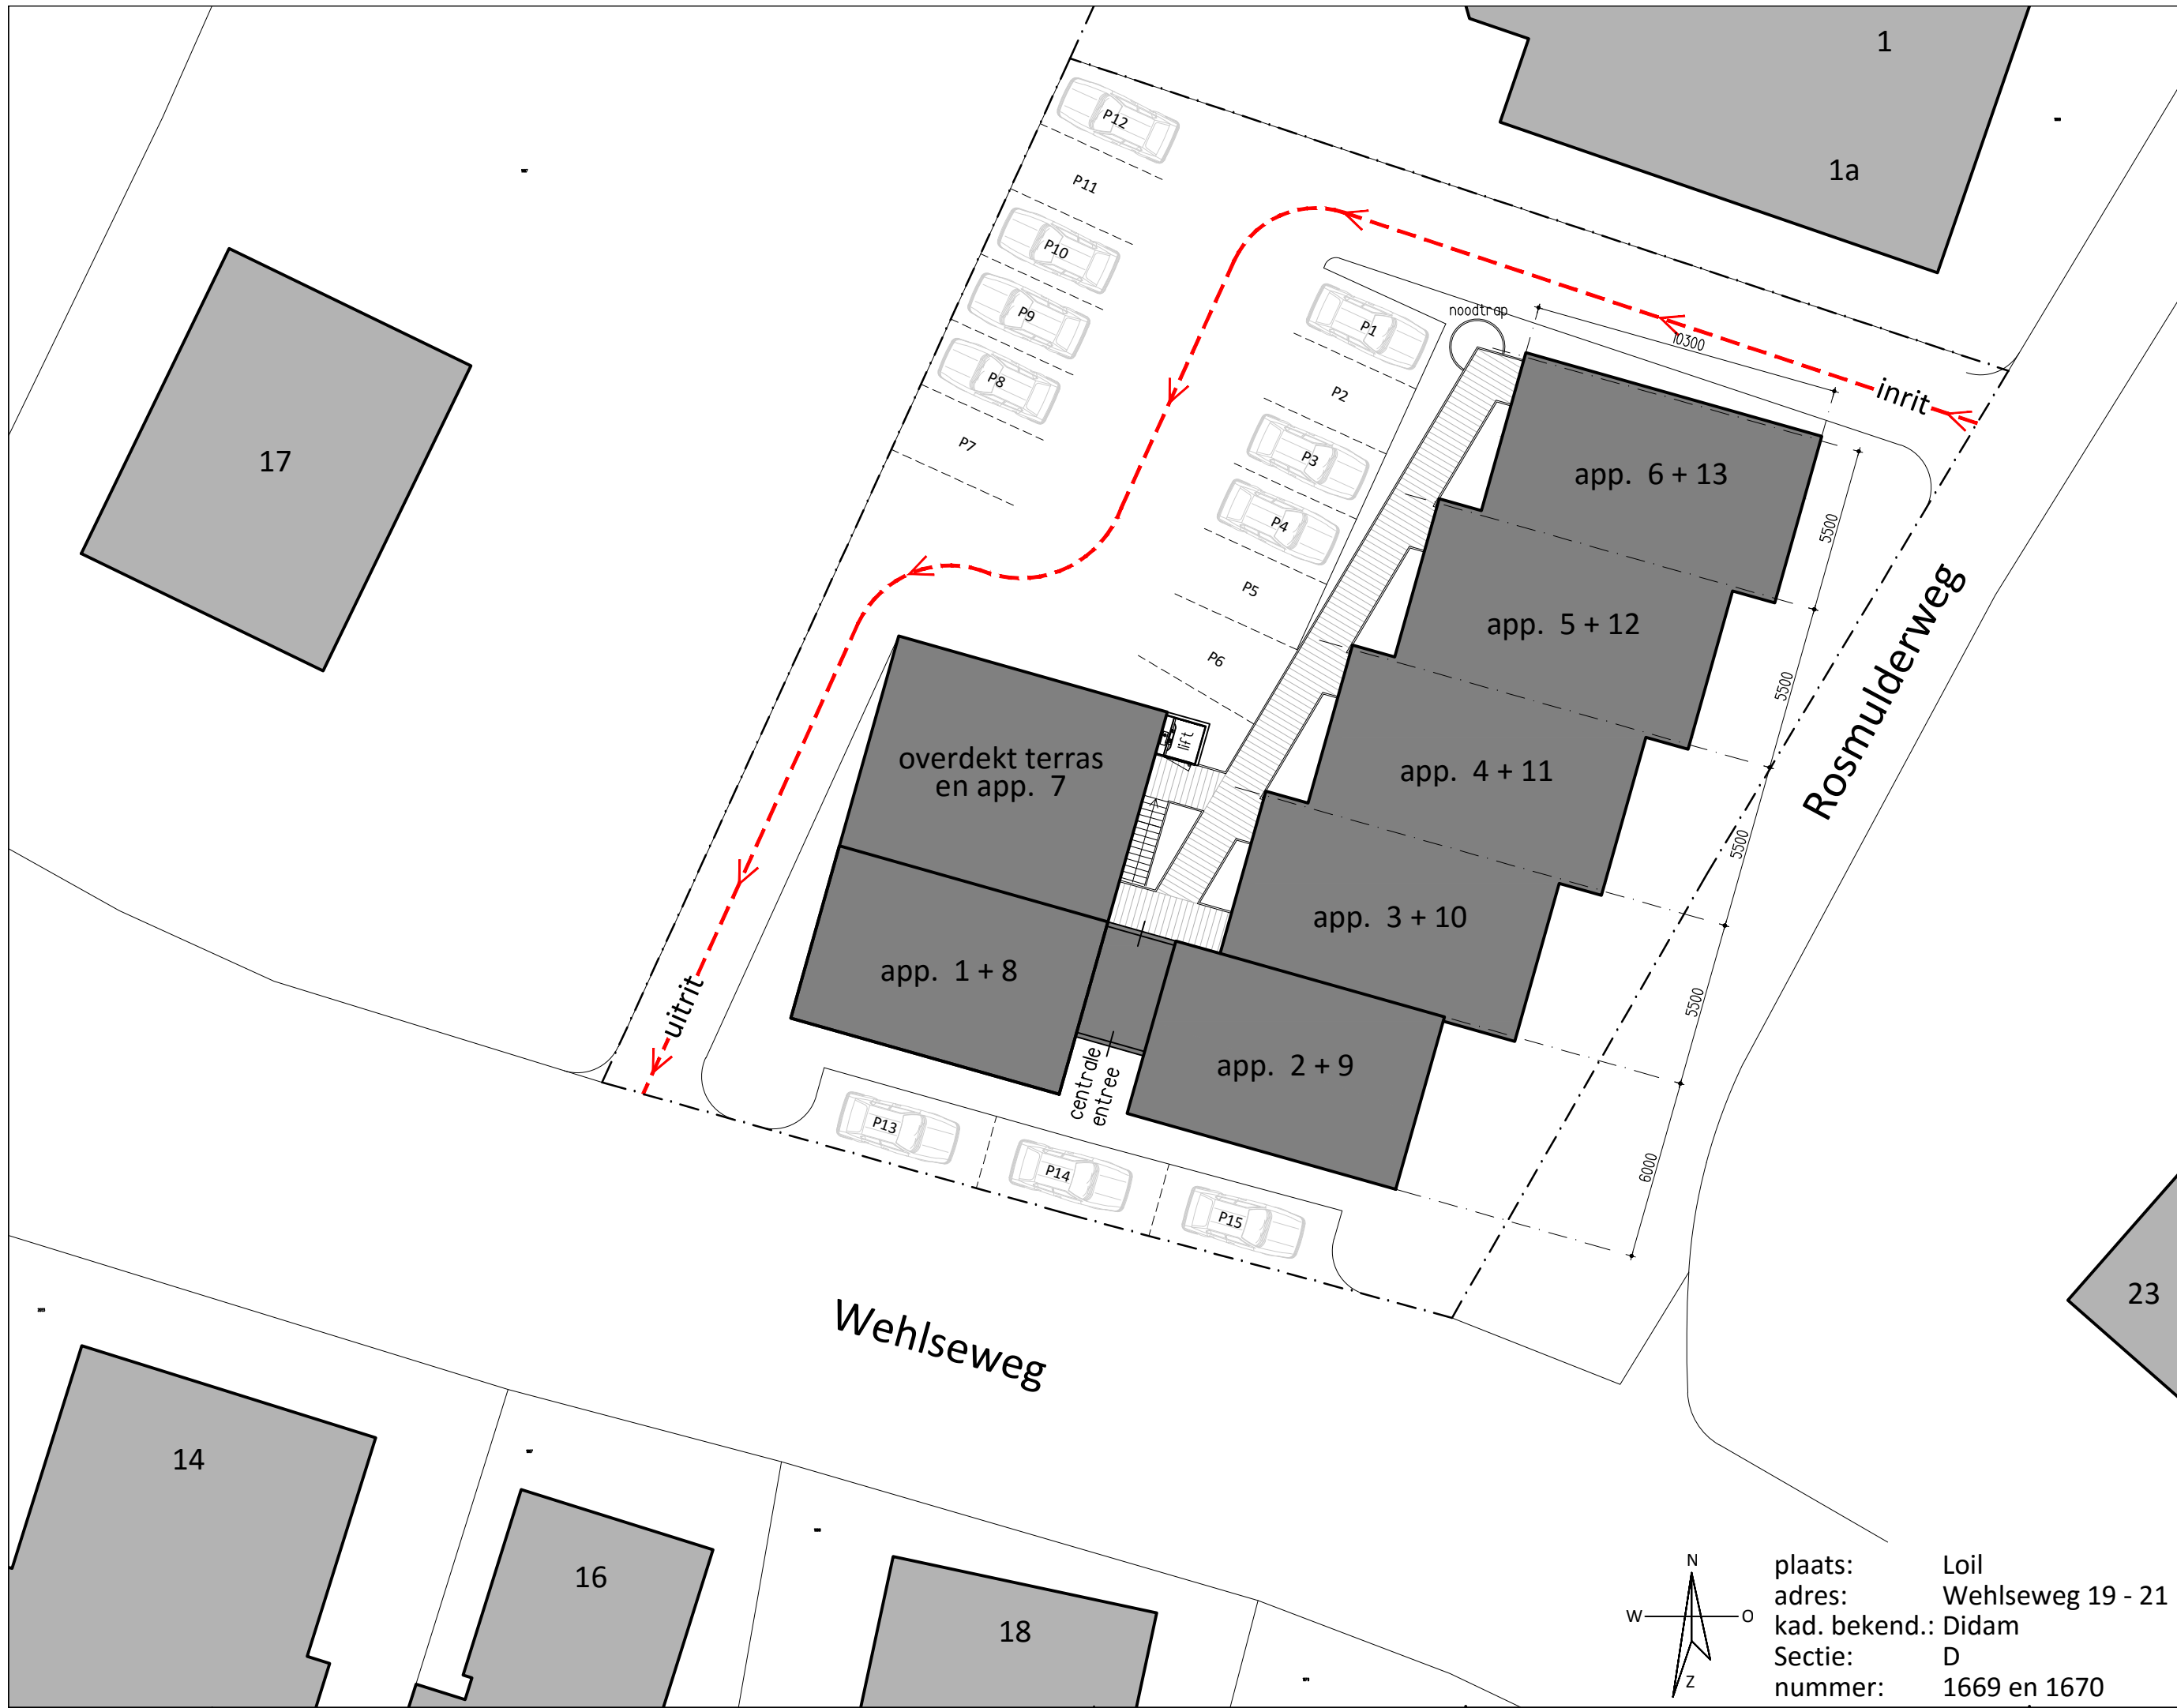 1
1a
P12
P11
P10
P9
P8
P7
17
P1
P2
P3
P4
P5
P6
noodtrap
10300
inrit
app. 6 + 13
5500
app. 5 + 12
5500
app. 4 + 11
5500
app. 3 + 10
5500
app. 2 + 9
6000
overdekt terras
en app. 7
lift
app. 1 + 8
uitrit
centrale
entree
P13
P14
P15
Rosmulderweg
Wehlseweg
23
14
16
18
N
W
O
Z
plaats: Loil
adres: Wehlseweg 19 - 21
kad. bekend.: Didam
Sectie: D
nummer: 1669 en 1670